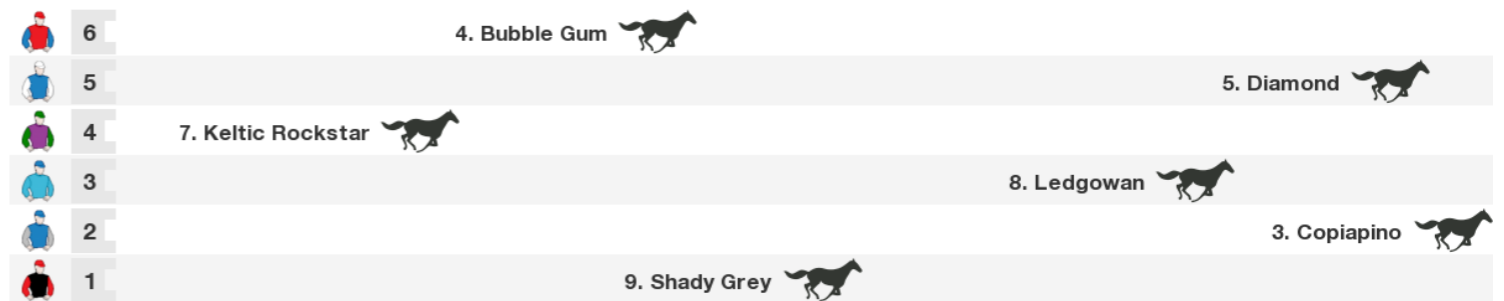 6 4. Bubble Gum
5 5. Diamond
4 7. Keltic Rockstar
3 8. Ledgowan
2 3. Copiapino
1 9. Shady Grey